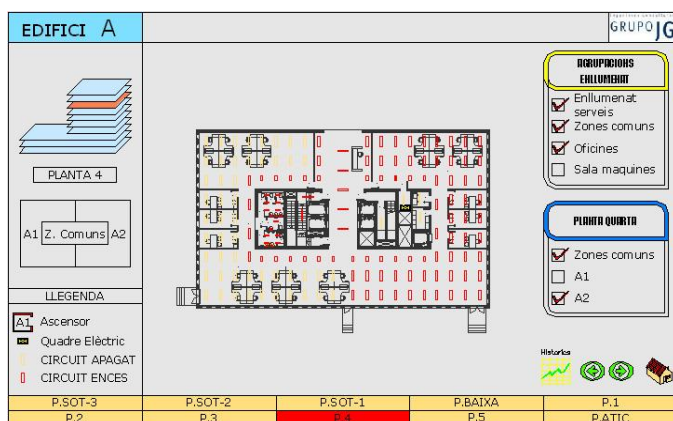 EDIFICI A
GRUPO JG
AGRUPACIONS
ENLLUMENAT
Enllumenat
serveis
Zones comuns
Oficines
Sala maquines
PLANTA 4
A1 Z. Comuns A2
PLANTA QUARTA
Zones comuns
A1
A2
LLEGENDA
A1 Ascensor
Quadre Elèctric
CIRCUIT APAGAT
CIRCUIT ENCES
Historics
P.SOT-3 P.SOT-2 P.SOT-1 P.BAIXA P.1
P.2 P.3 P.4 P.5 P.ATIC